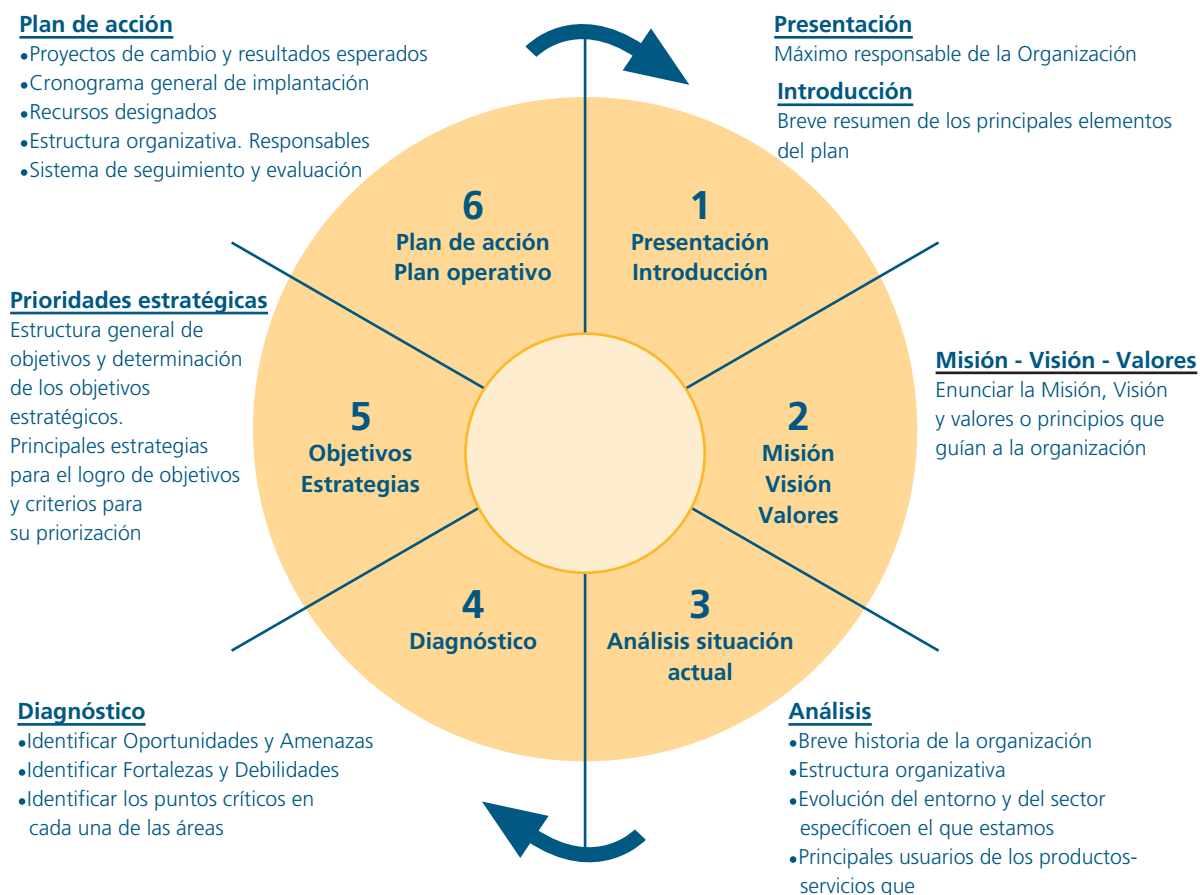 Plan de acción
•Proyectos de cambio y resultados esperados
•Cronograma general de implantación
•Recursos designados
•Estructura organizativa. Responsables
•Sistema de seguimiento y evaluación
Presentación
Máximo responsable de la Organización
Introducción
Breve resumen de los principales elementos
del plan
6
Plan de acción
Plan operativo
1
Presentación
Introducción
Prioridades estratégicas
Estructura general de
objetivos y determinación
de los objetivos
estratégicos.
Principales estrategias
para el logro de objetivos
y criterios para
su priorización
5
Objetivos
Estrategias
2
Misión
Visión
Valores
Misión - Visión - Valores
Enunciar la Misión, Visión
y valores o principios que
guían a la organización
4
Diagnóstico
3
Análisis situación
actual
Diagnóstico
•Identificar Oportunidades y Amenazas
•Identificar Fortalezas y Debilidades
•Identificar los puntos críticos en
cada una de las áreas
Análisis
•Breve historia de la organización
•Estructura organizativa
•Evolución del entorno y del sector
específicoen el que estamos
•Principales usuarios de los productos-
servicios que